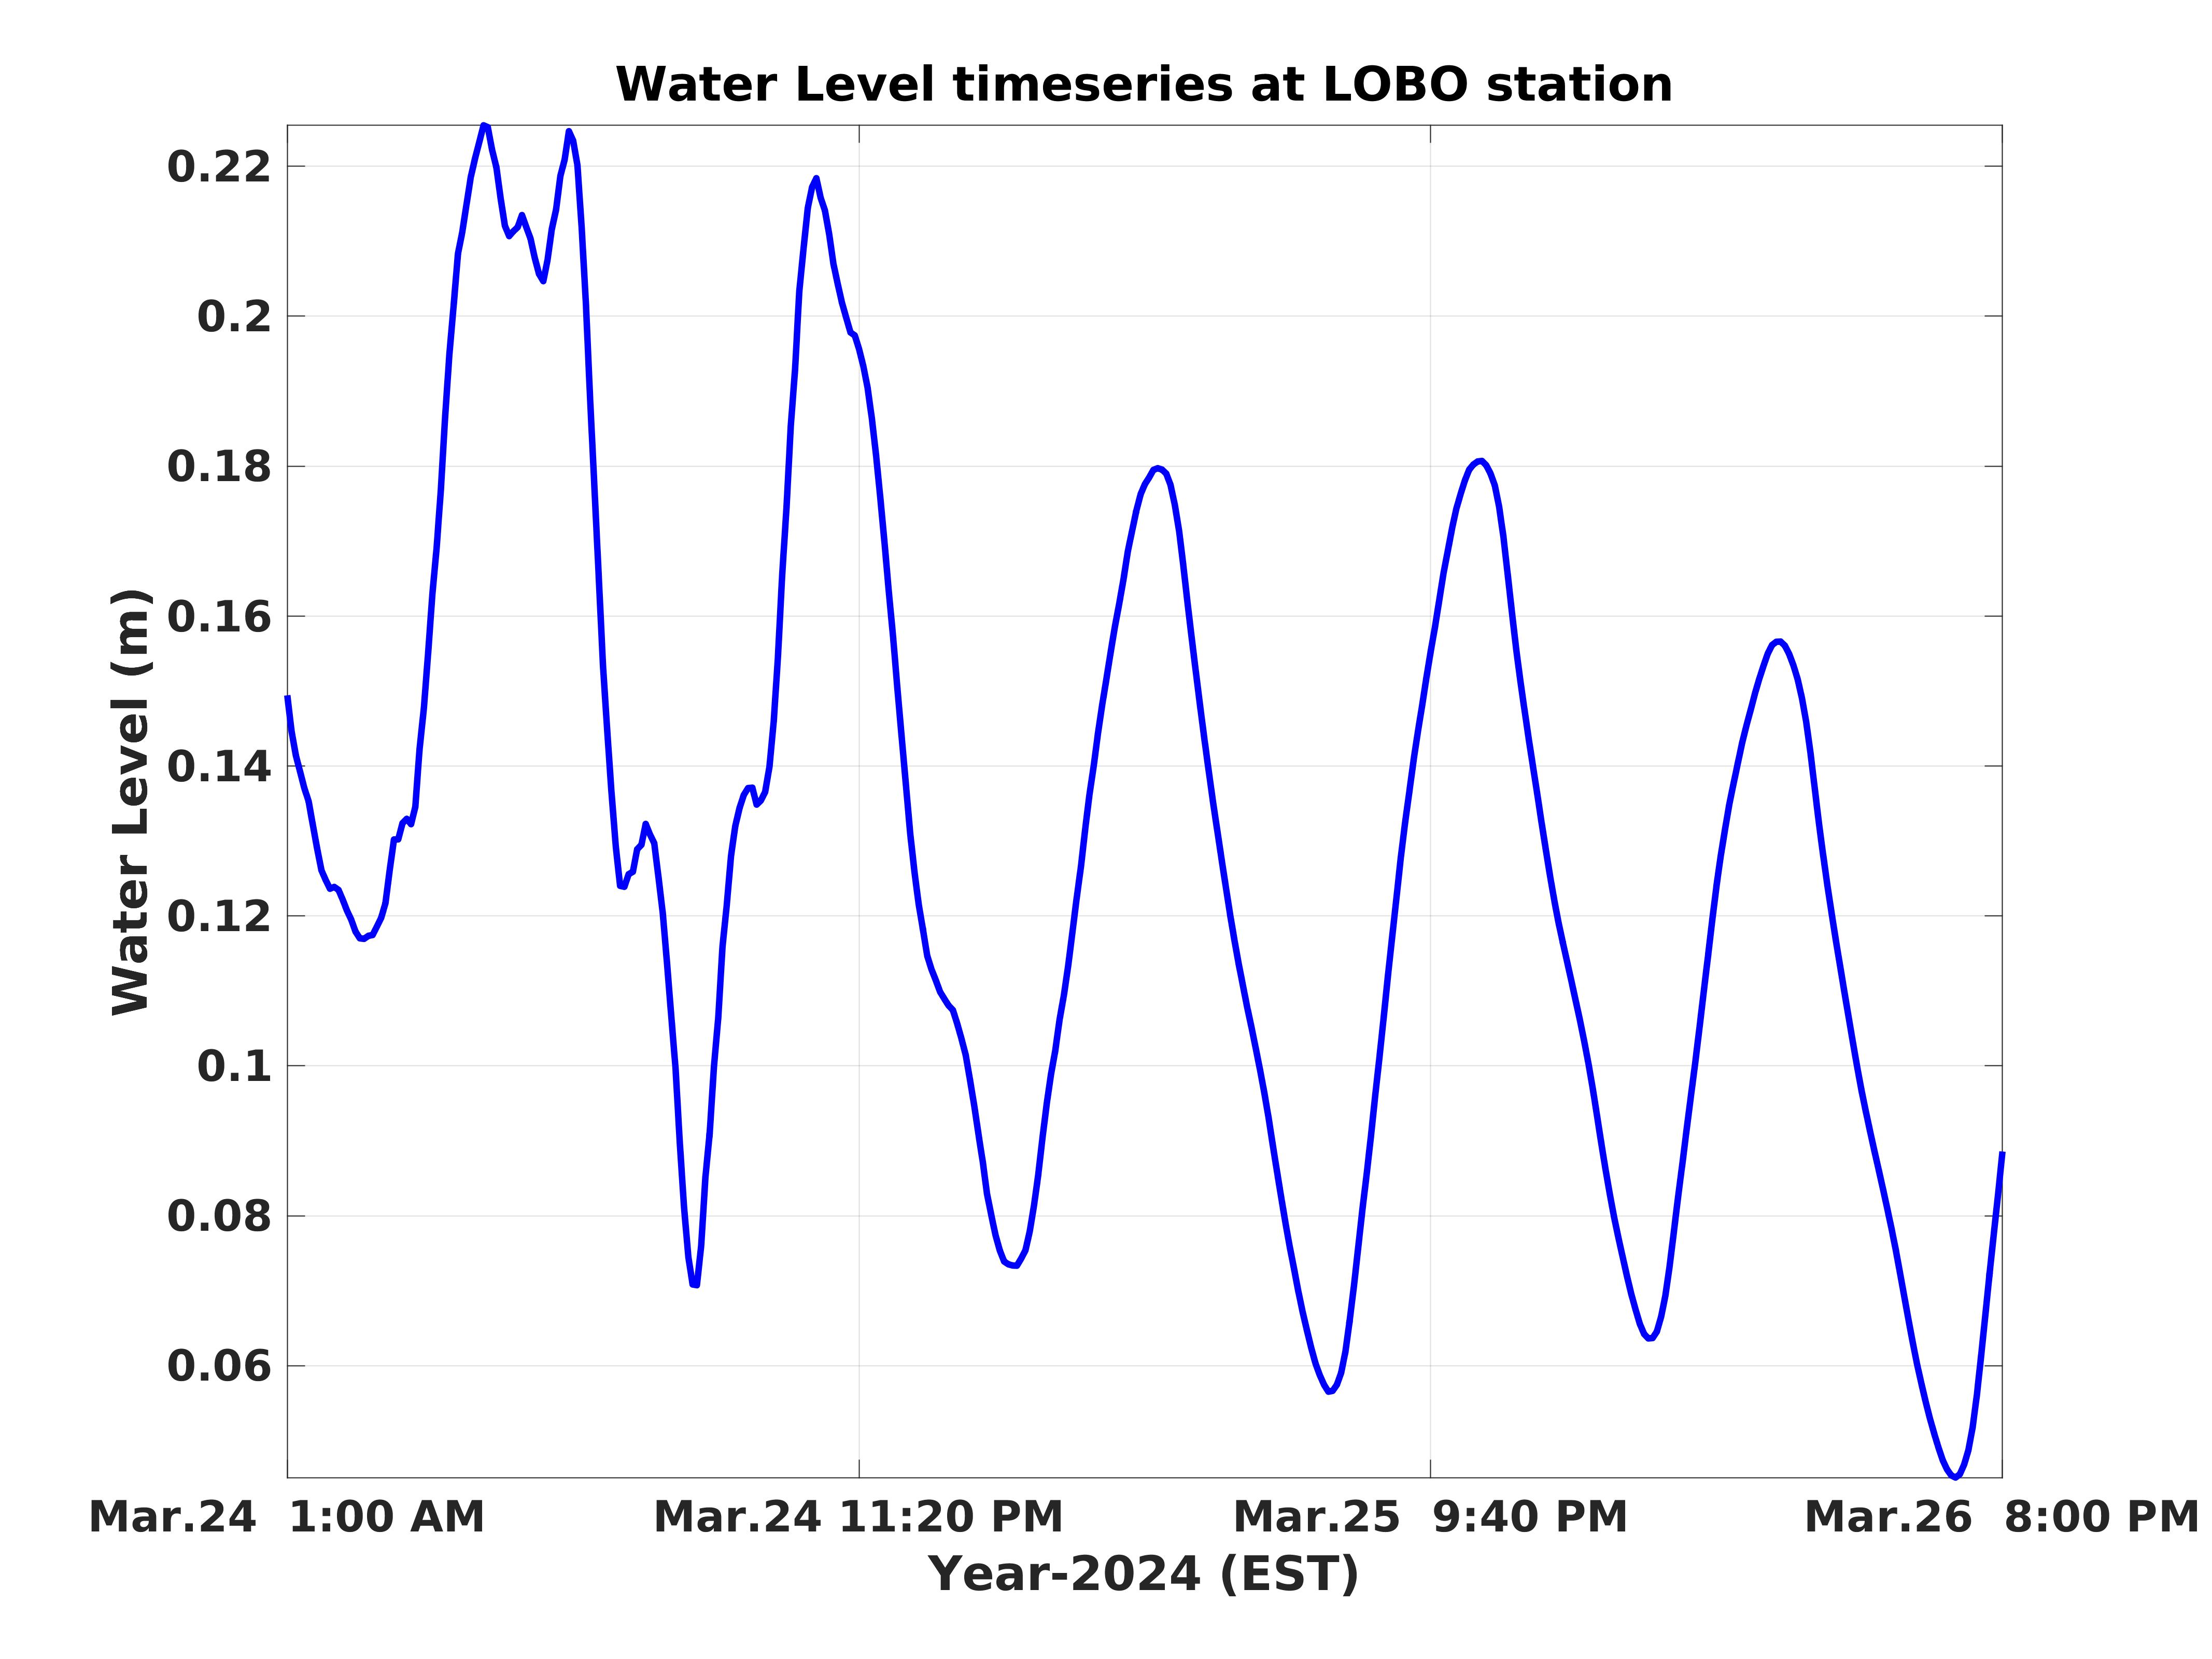 Water Level timeseries at LOBO station
0.22
0.2
0.18
0.16
0.14
0.12
0.1
0.08
0.06
Water Level (m)
Mar.24  1:00 AM
Mar.24 11:20 PM
Mar.25  9:40 PM
Mar.26  8:00 PM
Year-2024 (EST)